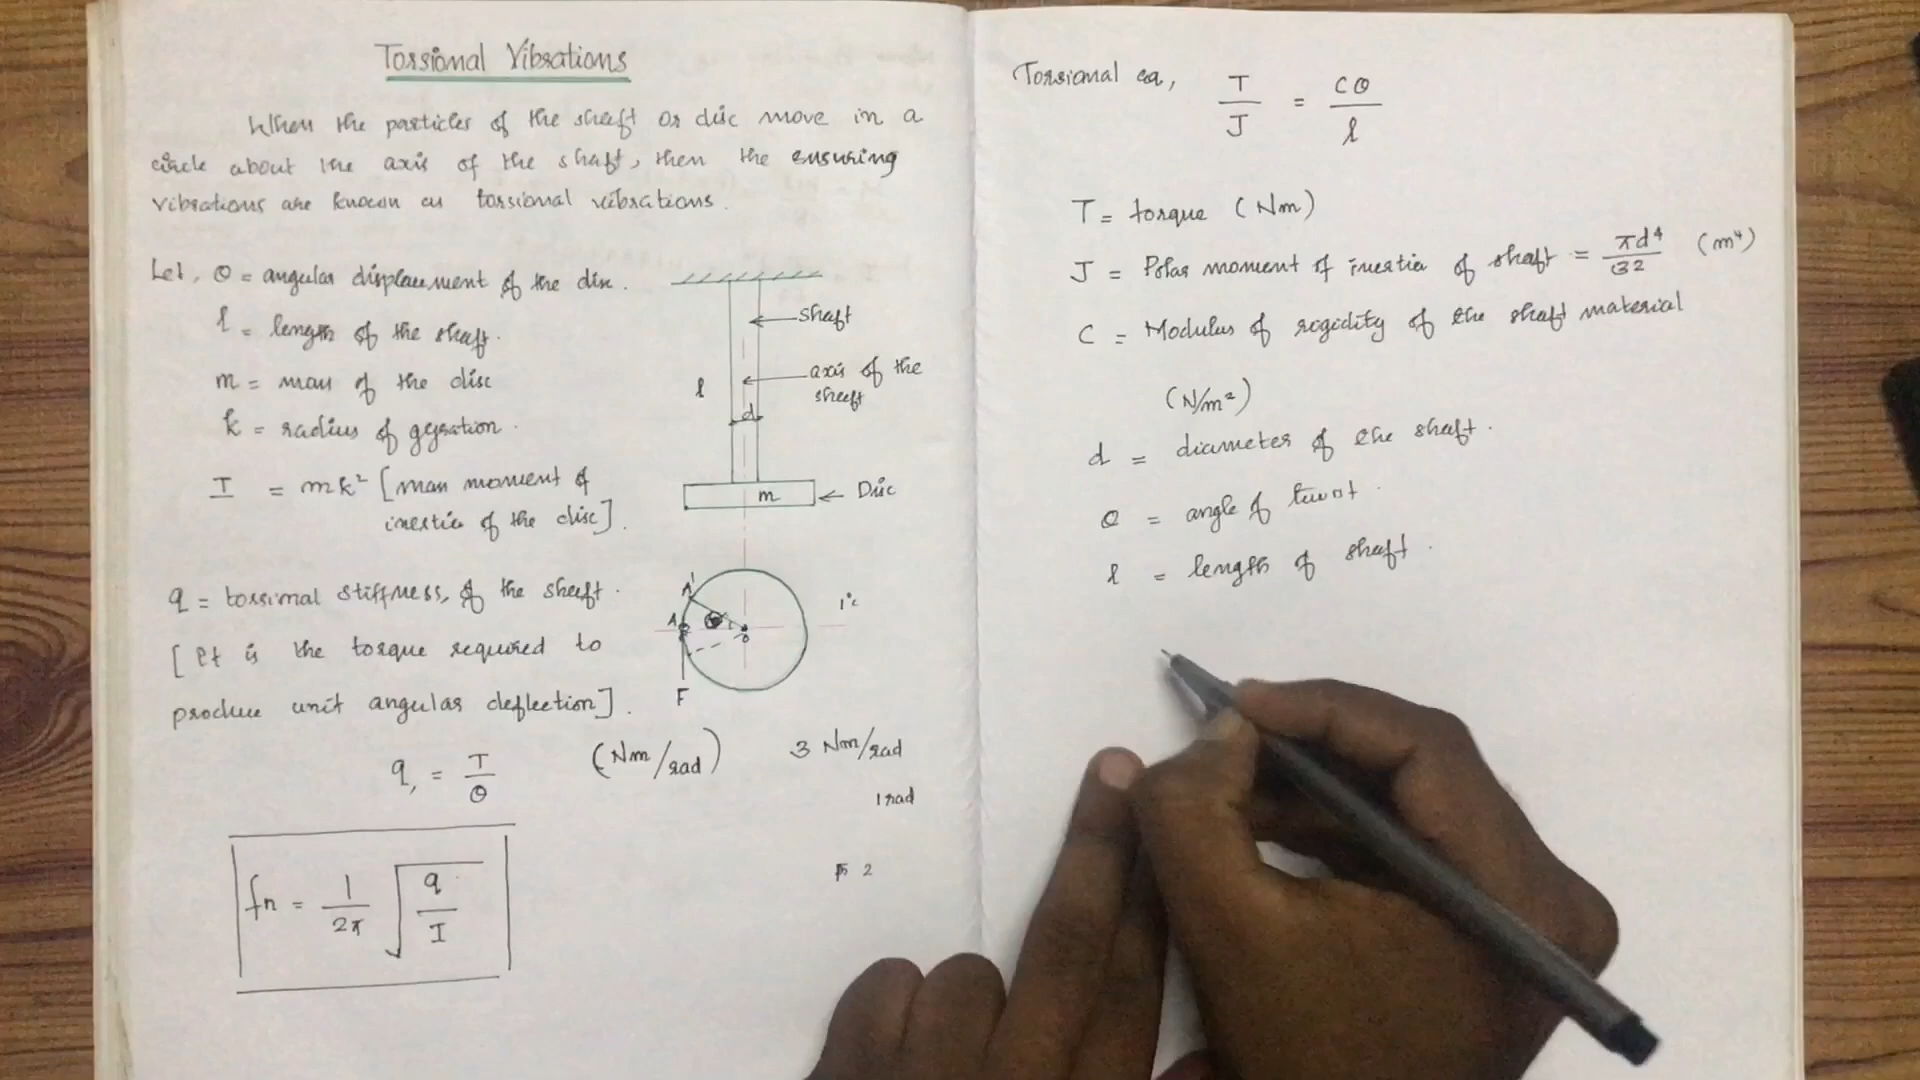 Torsional Vibrations
When the particles of the shaft or disc move in a
circle about the axis of the shaft, then the ensuring
vibrations are known as torsional vibrations.
Let, θ = angular displacement of the disc.
l = length of the shaft.
m = mass of the disc
k = radius of gyration.
I = mk² [mass moment of
inertia of the disc].
q = torsional stiffness, of the shaft.
[It is the torque required to
produce unit angular deflection].
q = T/θ (Nm/rad)
3 Nm/rad
1 rad
2
fn = 1/2π √q/I
shaft
axis of the
shaft
l
d
m
Disc
A'
A
F
Torsional eq, T/J = Cθ/l
T = torque (Nm)
J = Polar moment of inertia of shaft = πd⁴/32 (m⁴)
C = Modulus of rigidity of the shaft material
(N/m²)
d = diameter of the shaft.
θ = angle of twist.
l = length of shaft.